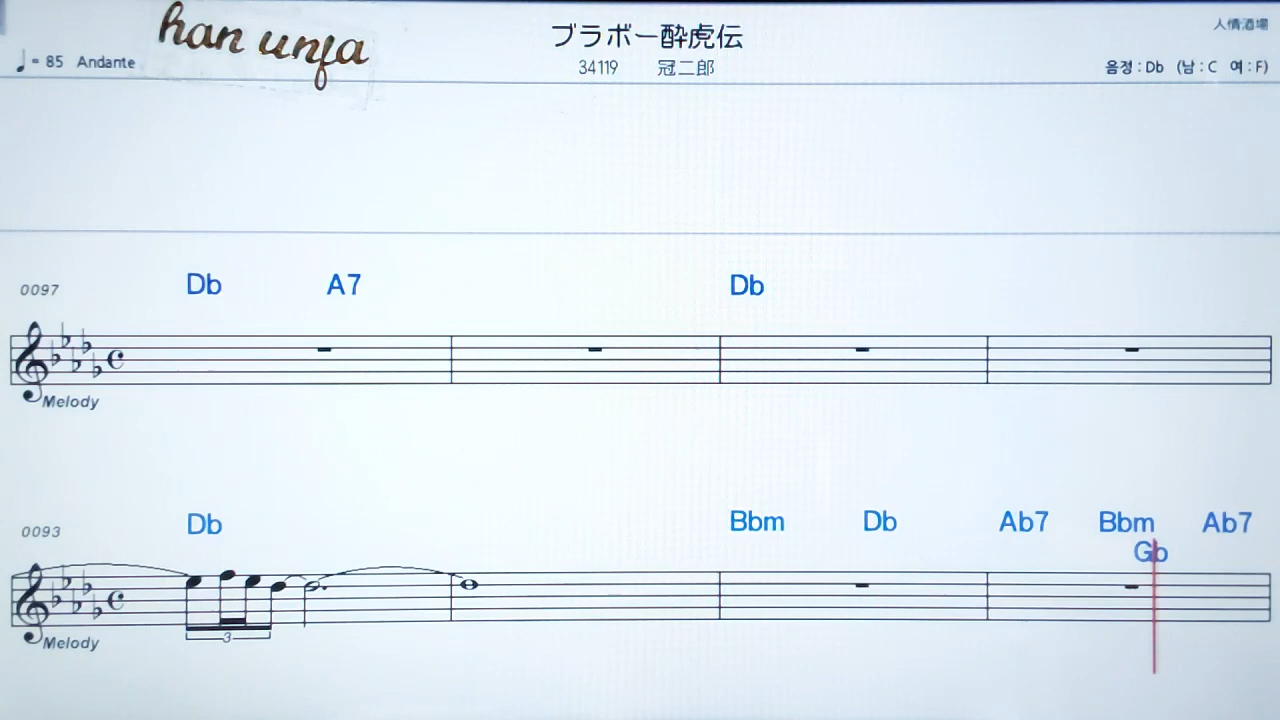 han unfa
ブラボー酔虎伝
人情酒場
♩= 85 Andante
34119 冠二郎
음정 : Db (남 : C 여 : F)
0097 Db A7 Db
Melody
0093 Db Bbm Db Ab7 Bbm Ab7
Gb
3
Melody